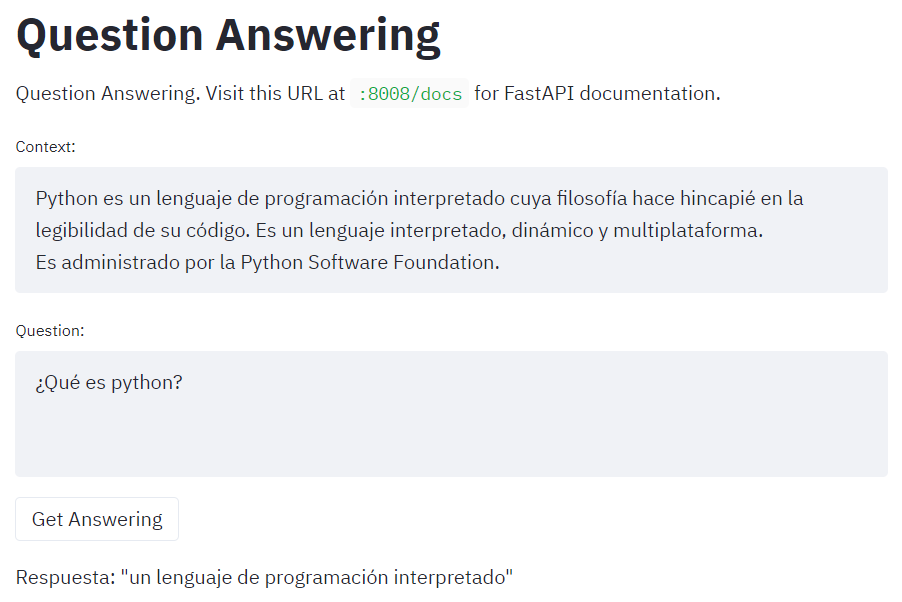 Question Answering
Question Answering. Visit this URL at :8008/docs for FastAPI documentation.
Context:
Python es un lenguaje de programación interpretado cuya filosofía hace hincapié en la
legibilidad de su código. Es un lenguaje interpretado, dinámico y multiplataforma.
Es administrado por la Python Software Foundation.
Question:
¿Qué es python?
Get Answering
Respuesta: "un lenguaje de programación interpretado"